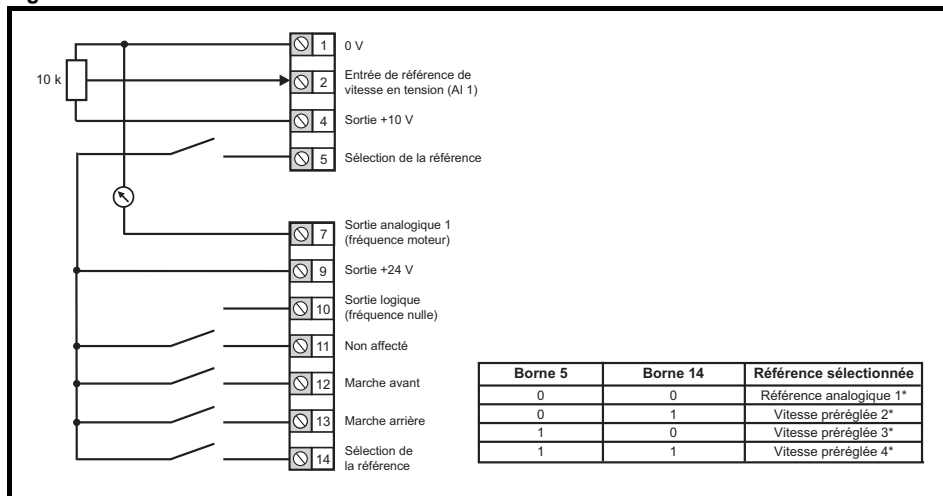 10 k
1 0 V
2 Entrée de référence de
vitesse en tension (AI 1)
4 Sortie +10 V
5 Sélection de la référence
7 Sortie analogique 1
(fréquence moteur)
9 Sortie +24 V
10 Sortie logique
(fréquence nulle)
11 Non affecté
12 Marche avant
13 Marche arrière
14 Sélection de
la référence
Borne 5 Borne 14 Référence sélectionnée
0 0 Référence analogique 1*
0 1 Vitesse préréglée 2*
1 0 Vitesse préréglée 3*
1 1 Vitesse préréglée 4*